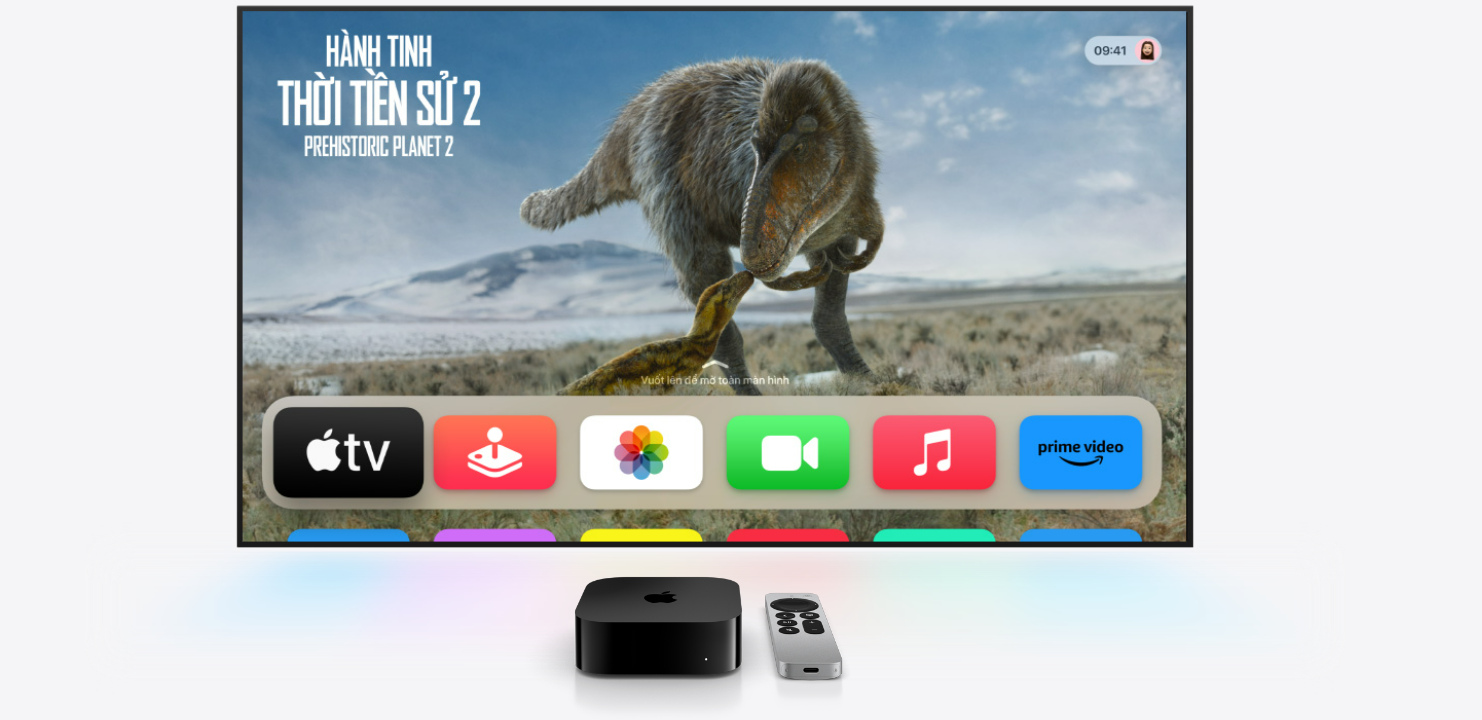 HÀNH TINH
THỜI TIỀN SỬ 2
PREHISTORIC PLANET 2
09:41
Vuốt lên để mở toàn màn hình
tv
prime video